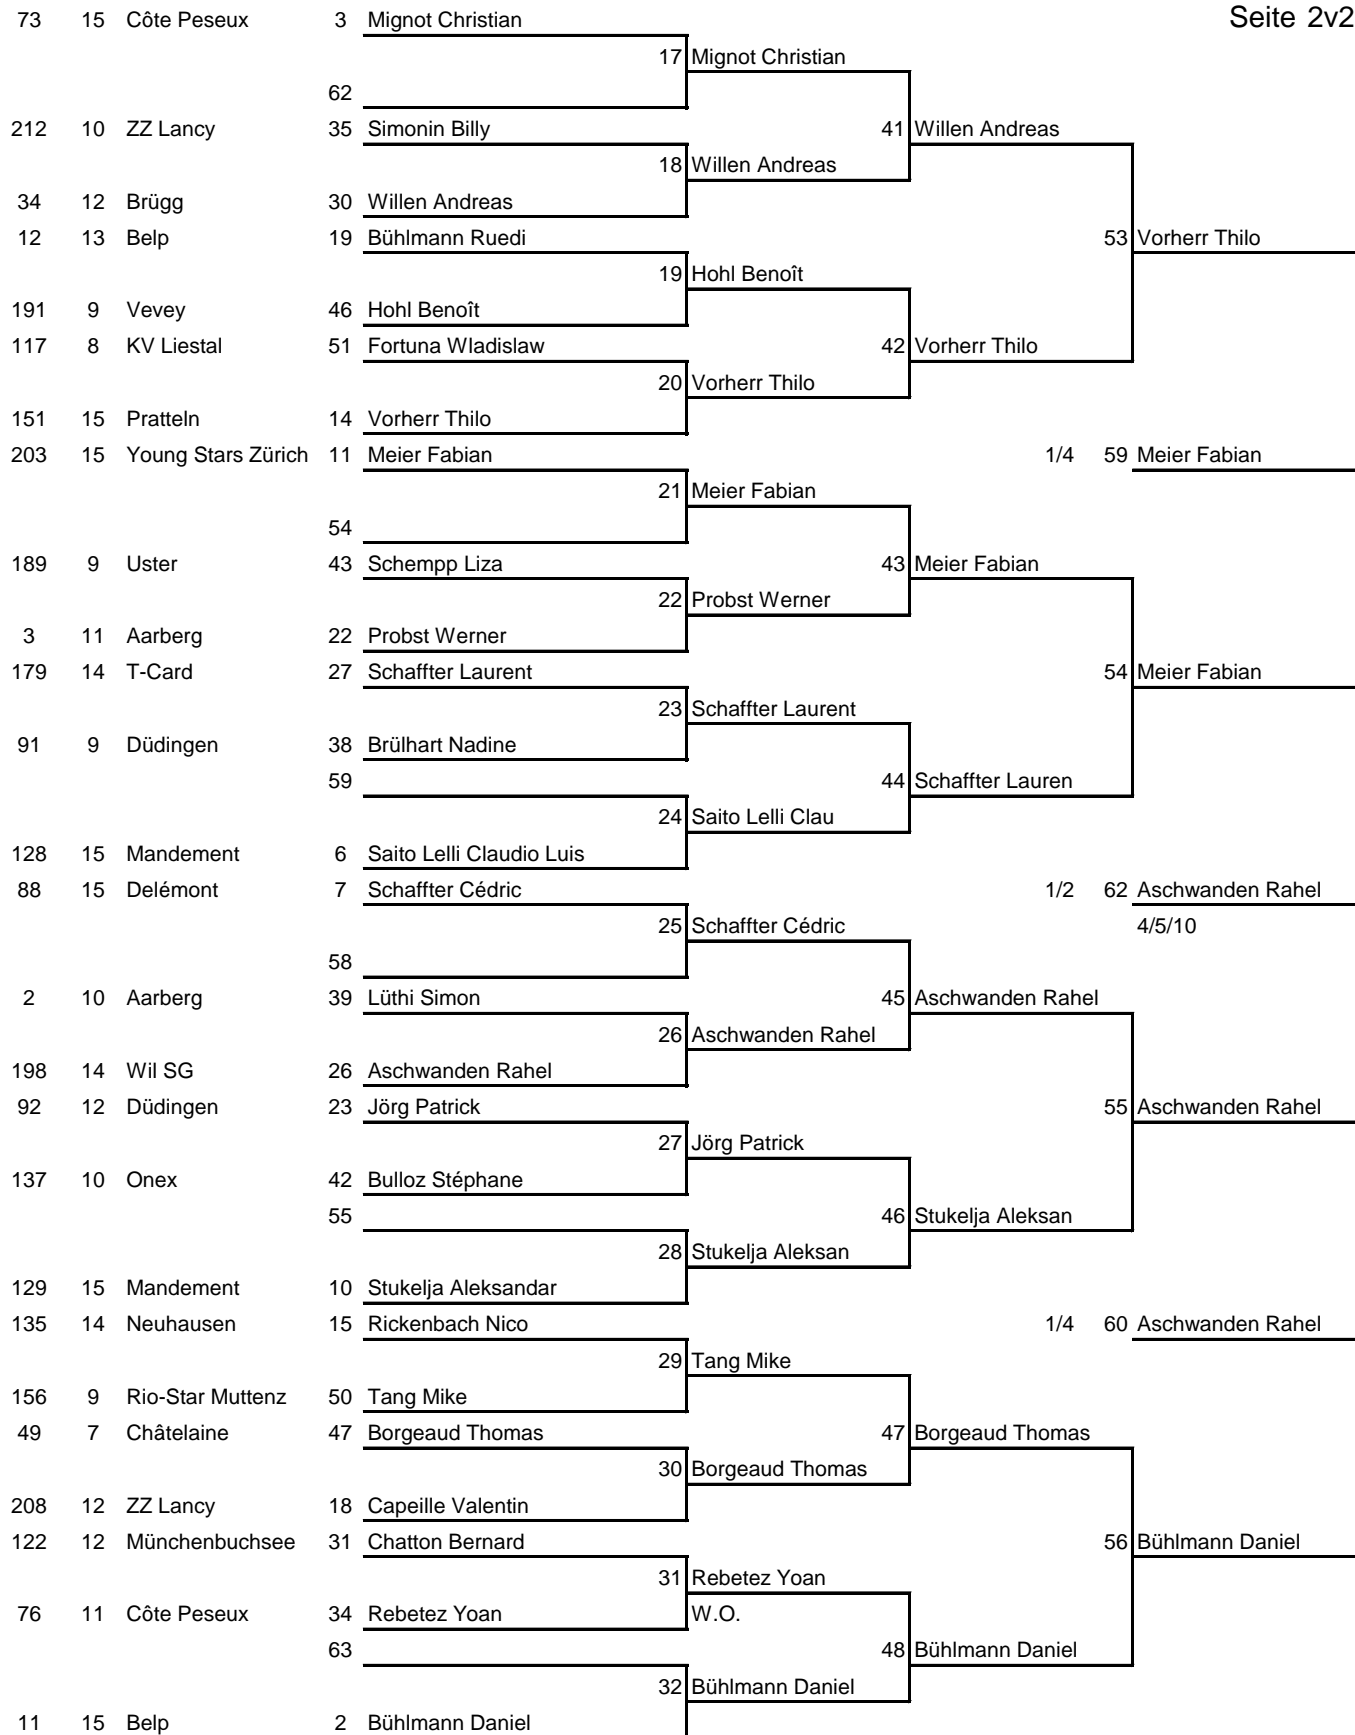 Seite 2v2
73 15 Côte Peseux 3 Mignot Christian
17 Mignot Christian
62
212 10 ZZ Lancy 35 Simonin Billy 41 Willen Andreas
18 Willen Andreas
34 12 Brügg 30 Willen Andreas
12 13 Belp 19 Bühlmann Ruedi 53 Vorherr Thilo
19 Hohl Benoît
191 9 Vevey 46 Hohl Benoît
117 8 KV Liestal 51 Fortuna Wladislaw 42 Vorherr Thilo
20 Vorherr Thilo
151 15 Pratteln 14 Vorherr Thilo
203 15 Young Stars Zürich 11 Meier Fabian 1/4 59 Meier Fabian
21 Meier Fabian
54
189 9 Uster 43 Schempp Liza 43 Meier Fabian
22 Probst Werner
3 11 Aarberg 22 Probst Werner
179 14 T-Card 27 Schaffter Laurent 54 Meier Fabian
23 Schaffter Laurent
91 9 Düdingen 38 Brülhart Nadine
59 44 Schaffter Lauren
24 Saito Lelli Clau
128 15 Mandement 6 Saito Lelli Claudio Luis
88 15 Delémont 7 Schaffter Cédric 1/2 62 Aschwanden Rahel
25 Schaffter Cédric 4/5/10
58
2 10 Aarberg 39 Lüthi Simon 45 Aschwanden Rahel
26 Aschwanden Rahel
198 14 Wil SG 26 Aschwanden Rahel
92 12 Düdingen 23 Jörg Patrick 55 Aschwanden Rahel
27 Jörg Patrick
137 10 Onex 42 Bulloz Stéphane
55 46 Stukelja Aleksan
28 Stukelja Aleksan
129 15 Mandement 10 Stukelja Aleksandar
135 14 Neuhausen 15 Rickenbach Nico 1/4 60 Aschwanden Rahel
29 Tang Mike
156 9 Rio-Star Muttenz 50 Tang Mike
49 7 Châtelaine 47 Borgeaud Thomas 47 Borgeaud Thomas
30 Borgeaud Thomas
208 12 ZZ Lancy 18 Capeille Valentin
122 12 Münchenbuchsee 31 Chatton Bernard 56 Bühlmann Daniel
31 Rebetez Yoan
76 11 Côte Peseux 34 Rebetez Yoan W.O.
63 48 Bühlmann Daniel
32 Bühlmann Daniel
11 15 Belp 2 Bühlmann Daniel